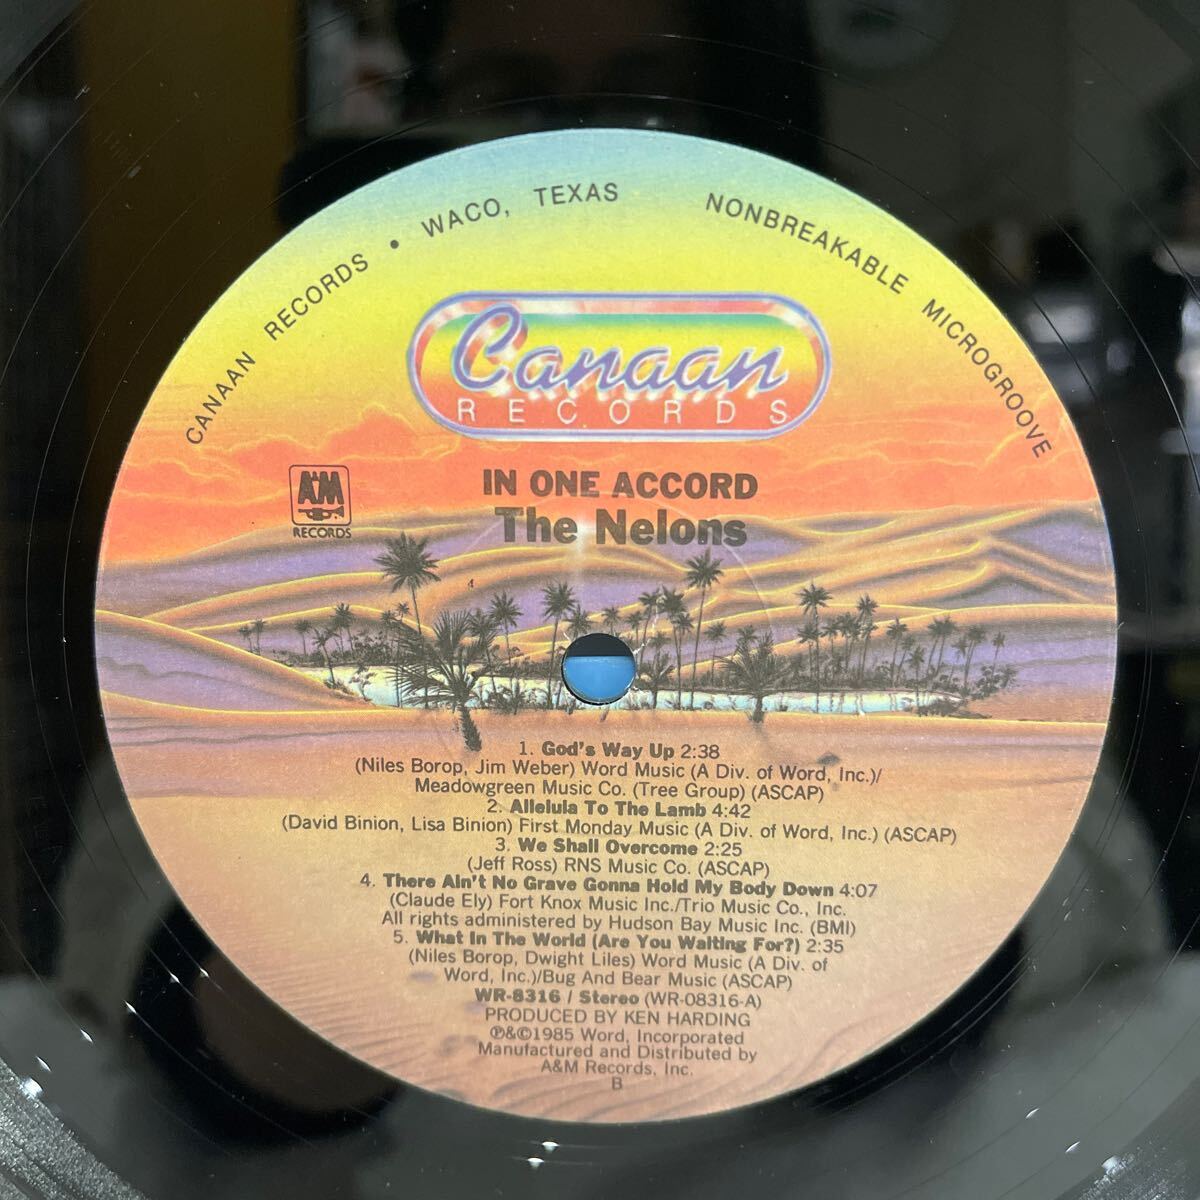 CANAAN RECORDS • WACO, TEXAS NONBREAKABLE MICROGROOVE
Canaan
RECORDS
A&M
RECORDS
IN ONE ACCORD
The Nelons
1. God's Way Up 2:38
(Niles Borop, Jim Weber) Word Music (A Div. of Word, Inc.)/
Meadowgreen Music Co. (Tree Group) (ASCAP)
2. Alleluia To The Lamb 4:42
(David Binion, Lisa Binion) First Monday Music (A Div. of Word, Inc.) (ASCAP)
3. We Shall Overcome 2:25
(Jeff Ross) RNS Music Co. (ASCAP)
4. There Ain't No Grave Gonna Hold My Body Down 4:07
(Claude Ely) Fort Knox Music Inc./Trio Music Co., Inc.
All rights administered by Hudson Bay Music Inc. (BMI)
5. What In The World (Are You Waiting For?) 2:35
(Niles Borop, Dwight Liles) Word Music (A Div. of
Word, Inc.)/Bug And Bear Music (ASCAP)
WR-8316 / Stereo (WR-08316-A)
PRODUCED BY KEN HARDING
℗&©1985 Word, Incorporated
Manufactured and Distributed by
A&M Records, Inc.
B